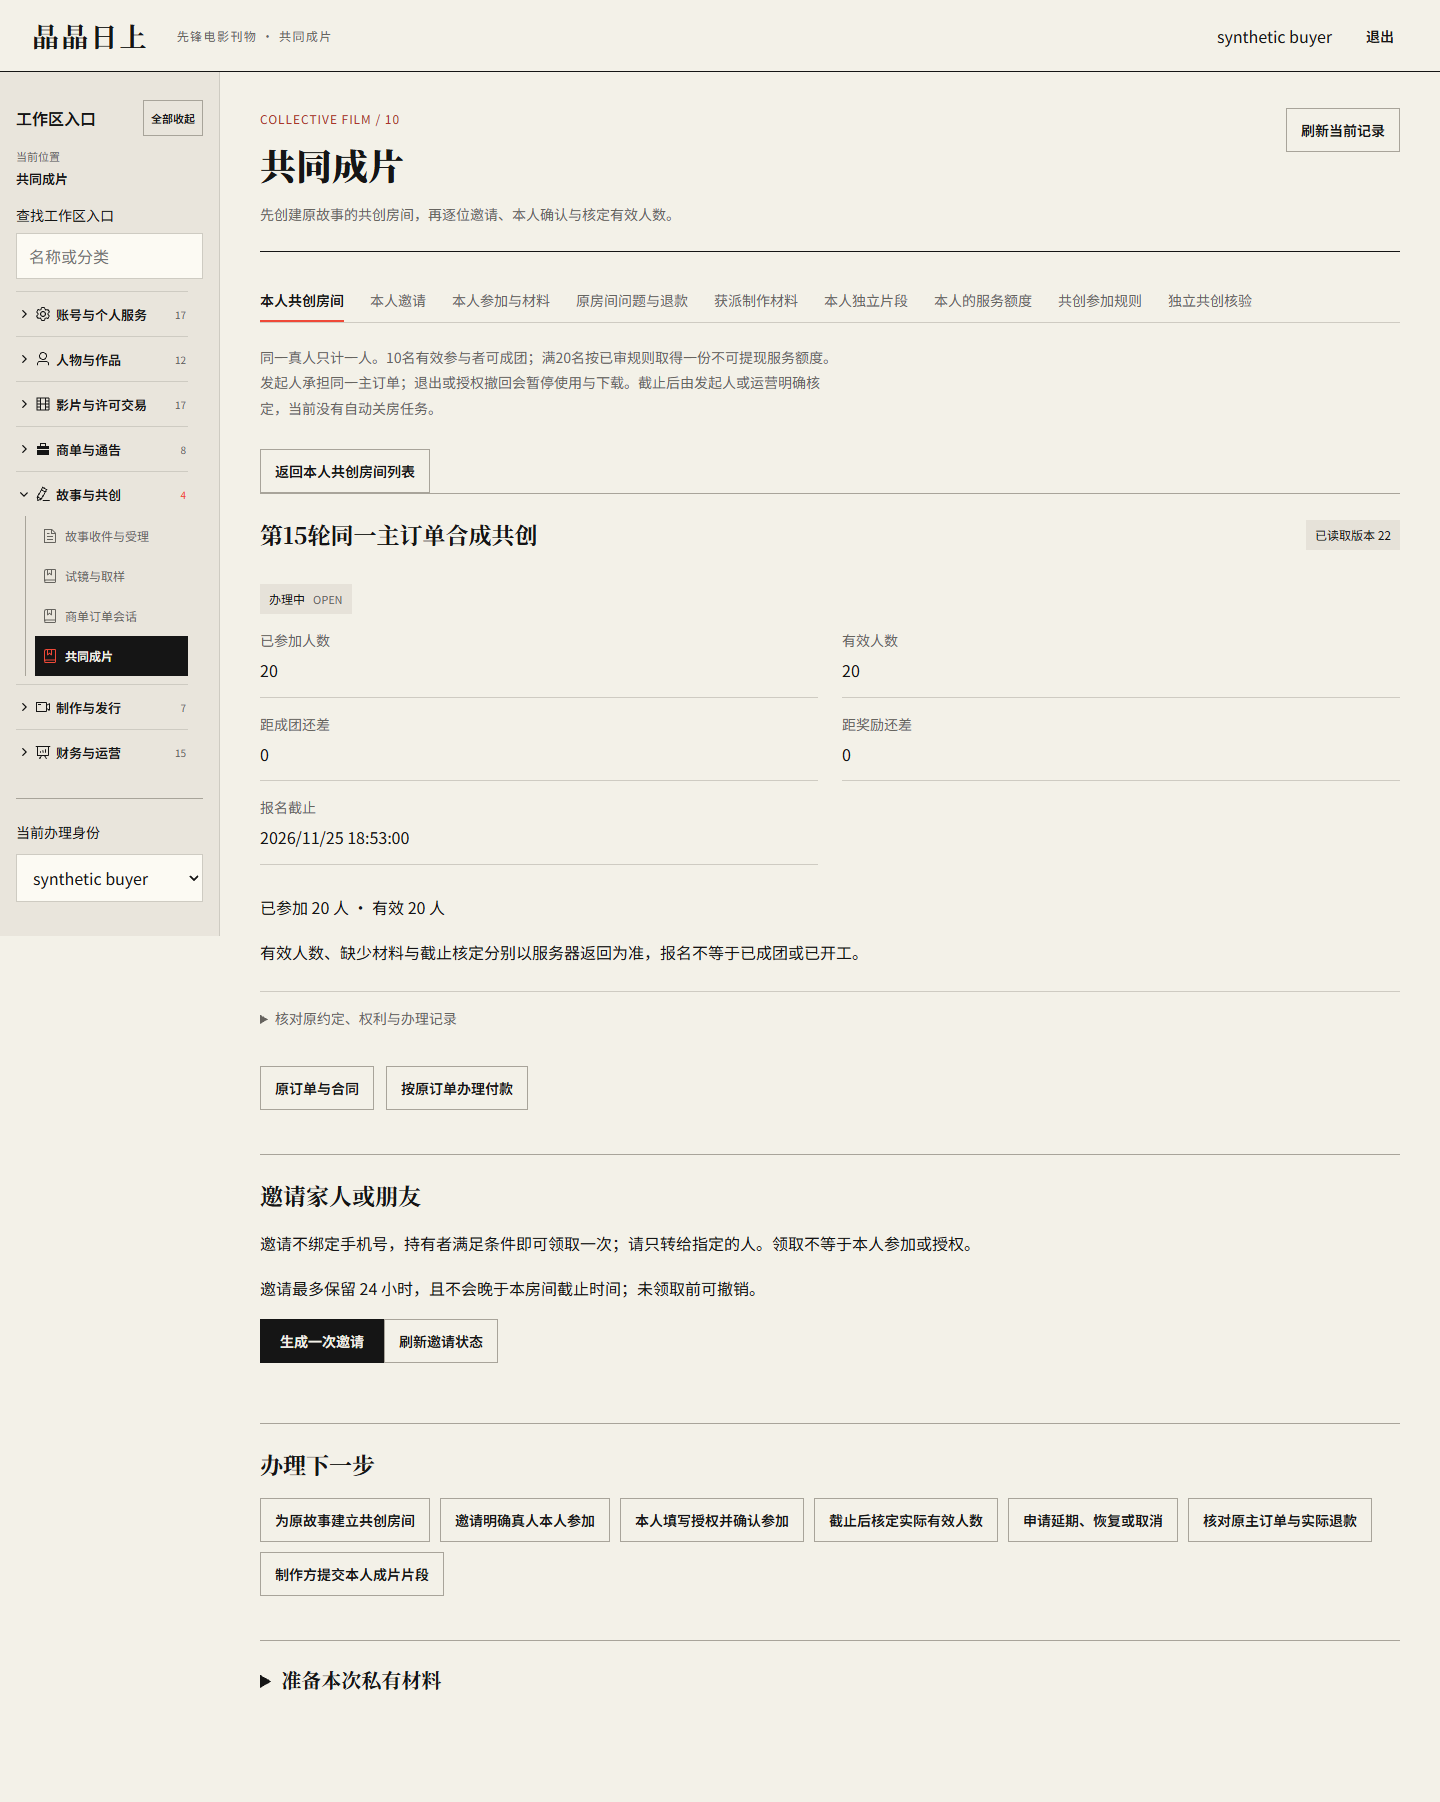 晶晶日上
先锋电影刊物 · 共同成片
synthetic buyer
退出
工作区入口
全部收起
当前位置
共同成片
查找工作区入口
名称或分类
账号与个人服务 17
人物与作品 12
影片与许可交易 17
商单与通告 8
故事与共创 4
故事收件与受理
试镜与取样
商单订单会话
共同成片
制作与发行 7
财务与运营 15
当前办理身份
synthetic buyer
COLLECTIVE FILM / 10
共同成片
先创建原故事的共创房间，再逐位邀请、本人确认与核定有效人数。
刷新当前记录
本人共创房间 本人邀请 本人参加与材料 原房间问题与退款 获派制作材料 本人独立片段 本人的服务额度 共创参加规则 独立共创核验
同一真人只计一人。10名有效参与者可成团；满20名按已审规则取得一份不可提现服务额度。
发起人承担同一主订单；退出或授权撤回会暂停使用与下载。截止后由发起人或运营明确核
定，当前没有自动关房任务。
返回本人共创房间列表
第15轮同一主订单合成共创
已读取版本 22
办理中 OPEN
已参加人数
20
有效人数
20
距成团还差
0
距奖励还差
0
报名截止
2026/11/25 18:53:00
已参加 20 人 · 有效 20 人
有效人数、缺少材料与截止核定分别以服务器返回为准，报名不等于已成团或已开工。
核对原约定、权利与办理记录
原订单与合同
按原订单办理付款
邀请家人或朋友
邀请不绑定手机号，持有者满足条件即可领取一次；请只转给指定的人。领取不等于本人参加或授权。
邀请最多保留 24 小时，且不会晚于本房间截止时间；未领取前可撤销。
生成一次邀请
刷新邀请状态
办理下一步
为原故事建立共创房间
邀请明确真人本人参加
本人填写授权并确认参加
截止后核定实际有效人数
申请延期、恢复或取消
核对原主订单与实际退款
制作方提交本人成片片段
准备本次私有材料